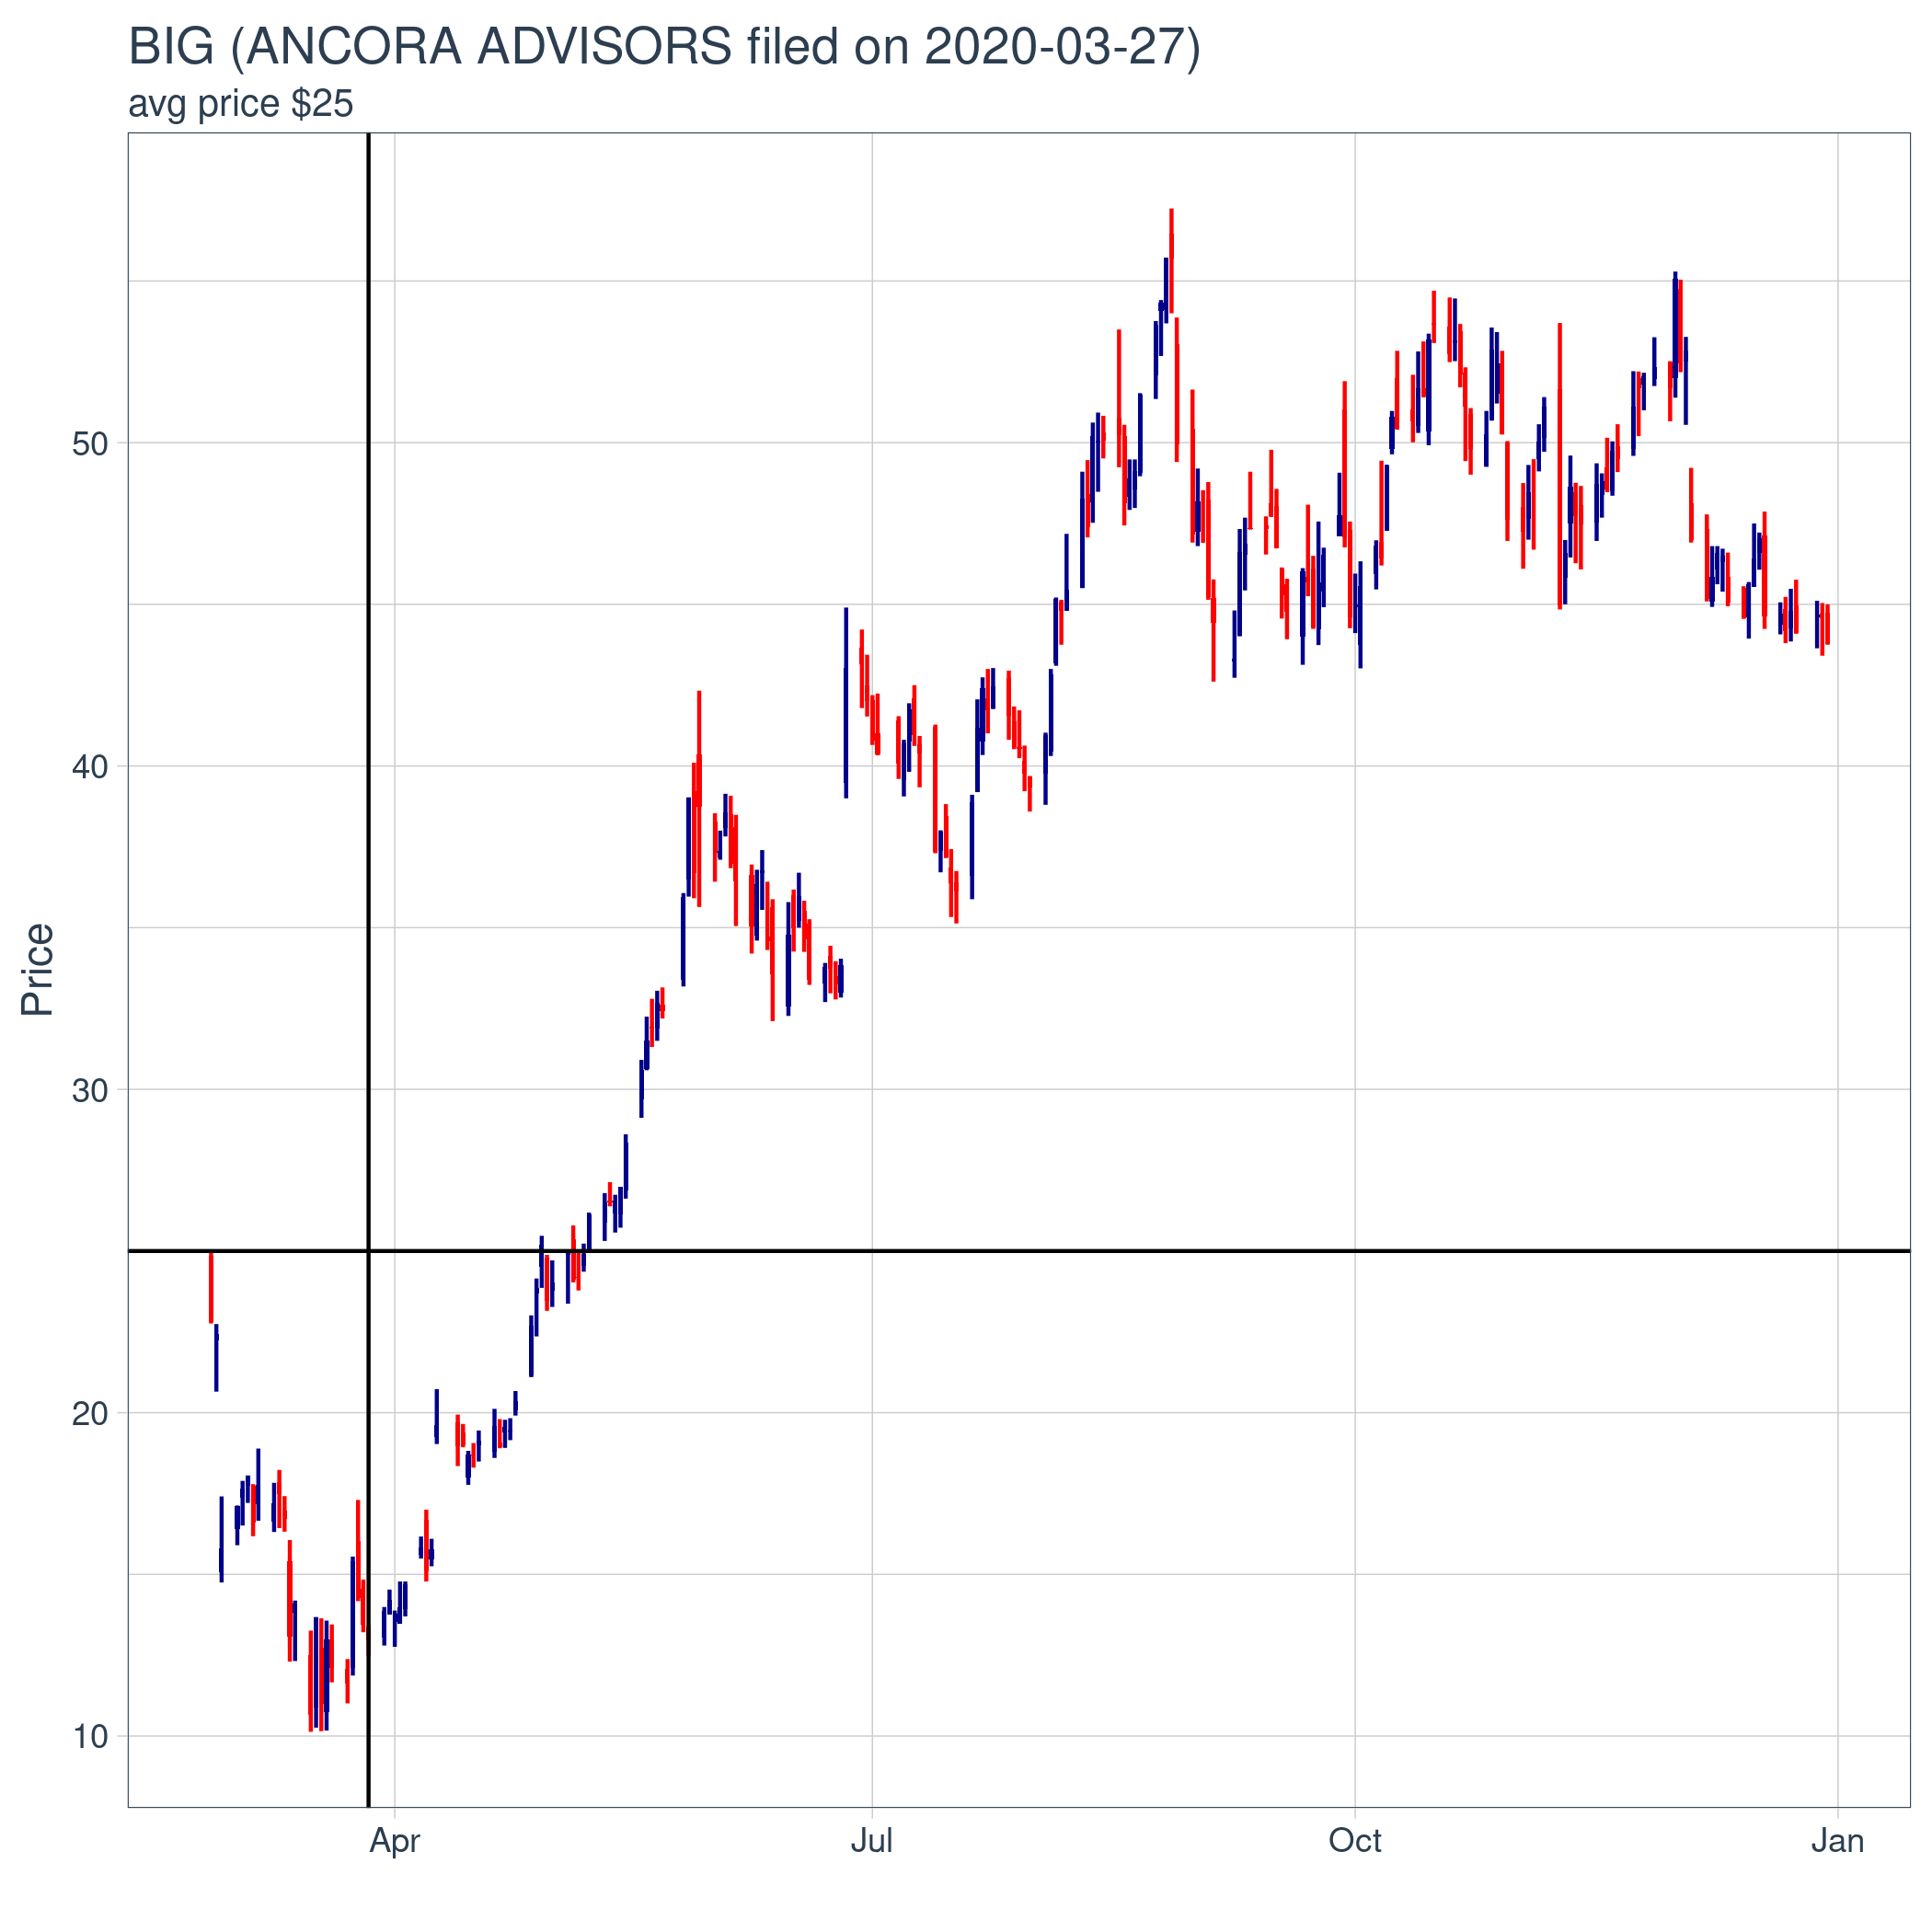 BIG (ANCORA ADVISORS filed on 2020-03-27)
avg price $25
Price
50
40
30
20
10
Apr
Jul
Oct
Jan